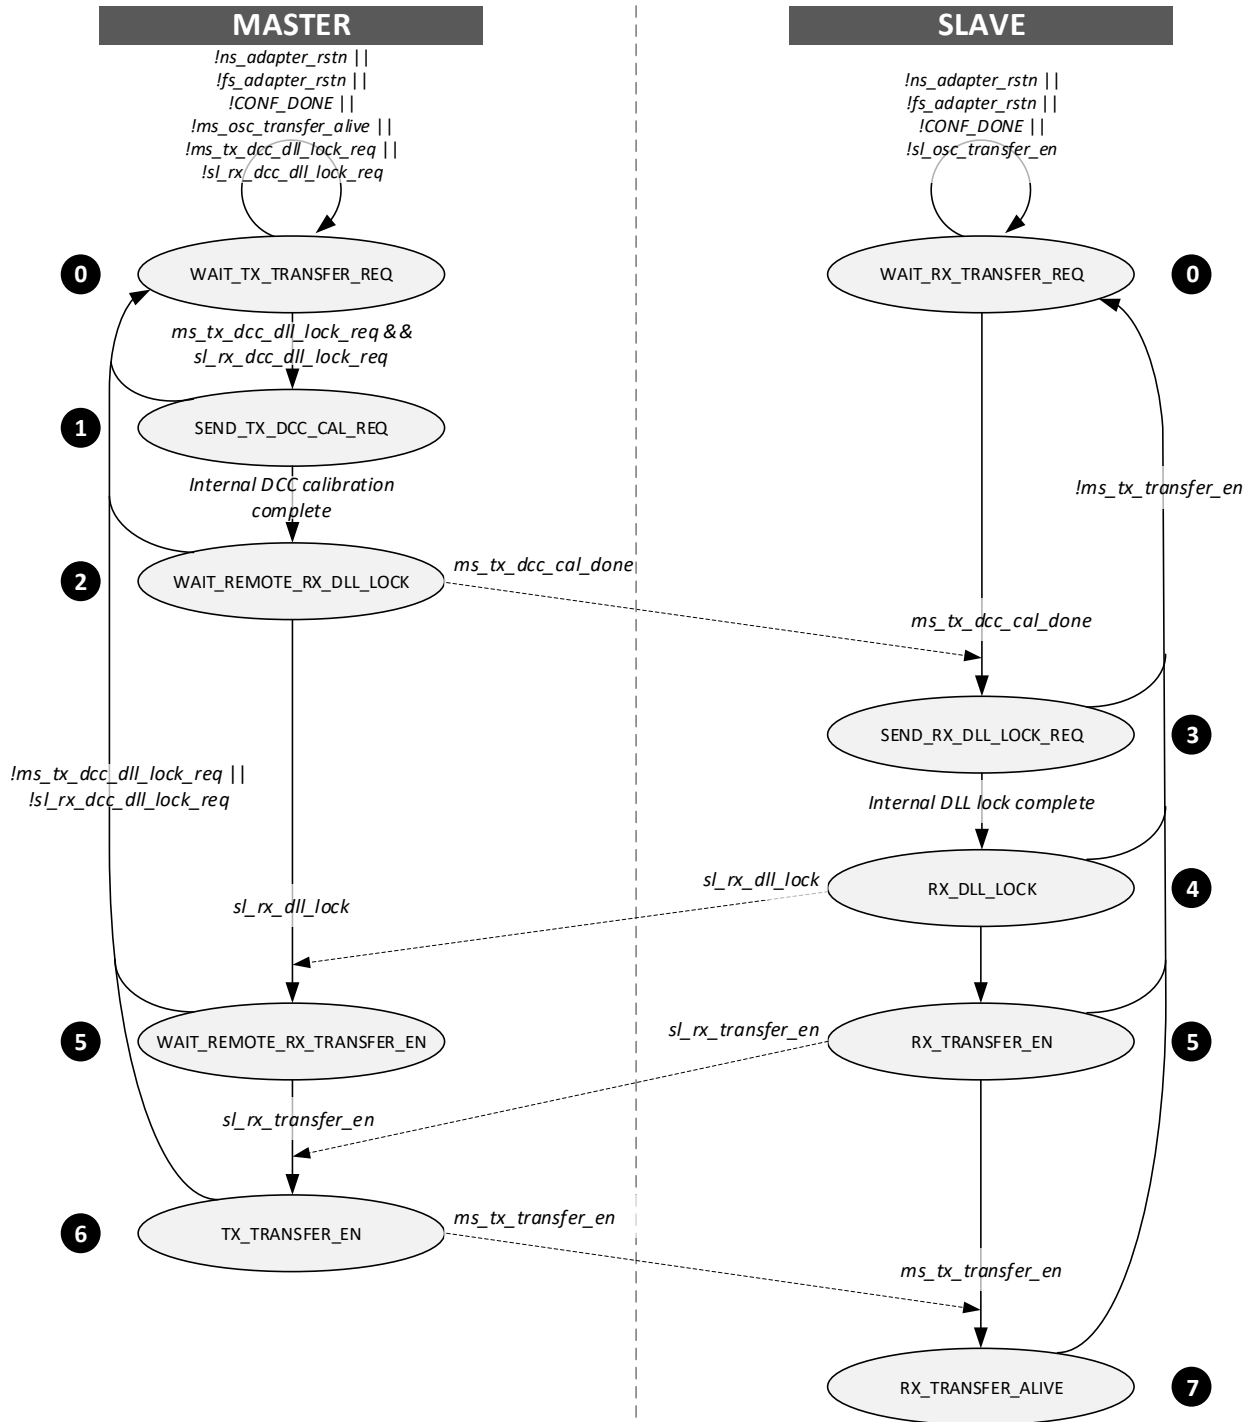 MASTER
SLAVE
!ns_adapter_rstn ||
!fs_adapter_rstn ||
!CONF_DONE ||
!ms_osc_transfer_alive ||
!ms_tx_dcc_dll_lock_req ||
!sl_rx_dcc_dll_lock_req
!ns_adapter_rstn ||
!fs_adapter_rstn ||
!CONF_DONE ||
!sl_osc_transfer_en
0
WAIT_TX_TRANSFER_REQ
WAIT_RX_TRANSFER_REQ
0
ms_tx_dcc_dll_lock_req &&
sl_rx_dcc_dll_lock_req
1
SEND_TX_DCC_CAL_REQ
Internal DCC calibration
complete
!ms_tx_transfer_en
2
WAIT_REMOTE_RX_DLL_LOCK
ms_tx_dcc_cal_done
ms_tx_dcc_cal_done
SEND_RX_DLL_LOCK_REQ
3
!ms_tx_dcc_dll_lock_req ||
!sl_rx_dcc_dll_lock_req
Internal DLL lock complete
sl_rx_dll_lock
RX_DLL_LOCK
4
sl_rx_dll_lock
5
WAIT_REMOTE_RX_TRANSFER_EN
sl_rx_transfer_en
RX_TRANSFER_EN
5
sl_rx_transfer_en
6
TX_TRANSFER_EN
ms_tx_transfer_en
ms_tx_transfer_en
RX_TRANSFER_ALIVE
7